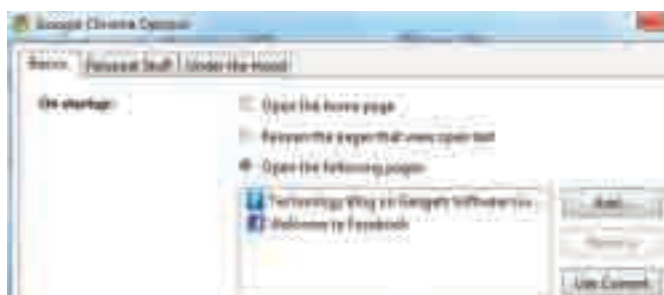 Google Chrome Options
Basics Personal Stuff Under the Hood
On startup:
Open the home page
Reopen the pages that were open last
Open the following pages:
Technology Blog on Gadgets Software
Add...
Welcome to Facebook
Use Current